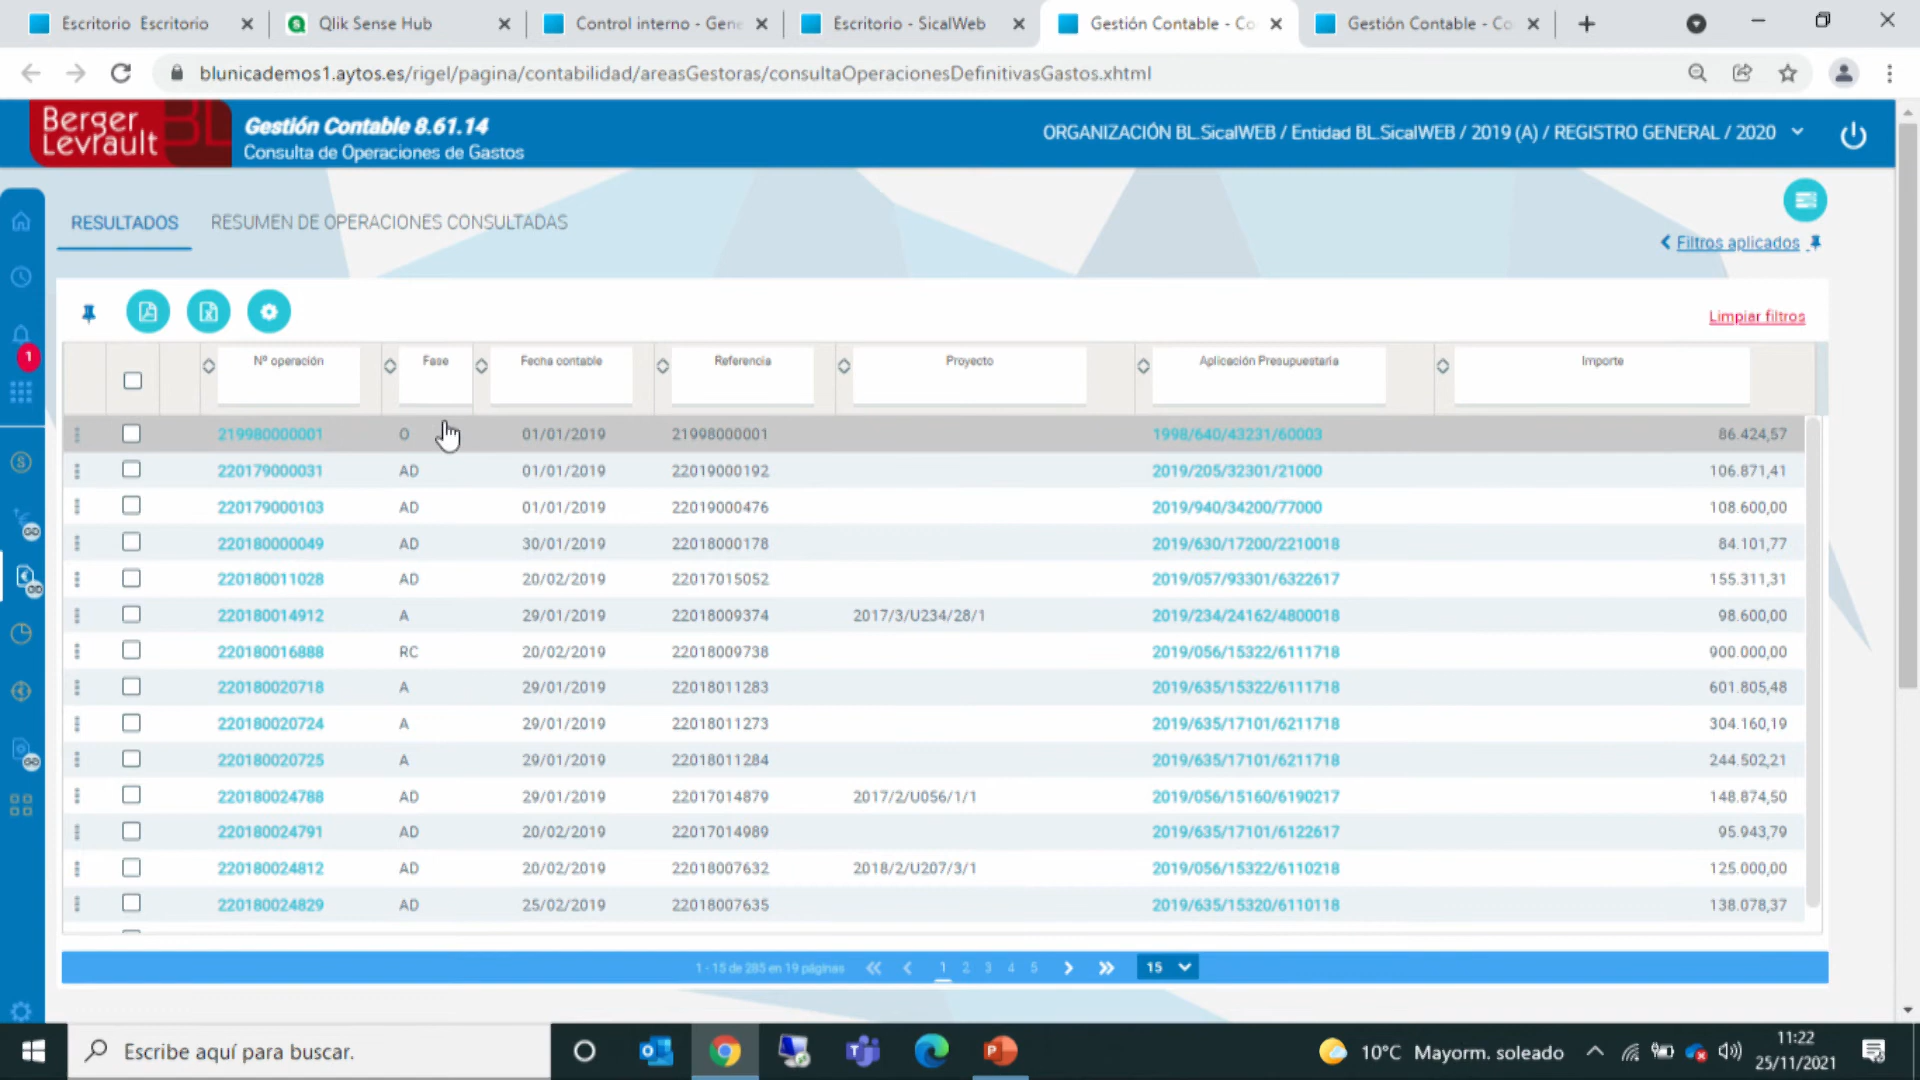 Escritorio Escritorio
Qlik Sense Hub
Control interno - Gene
Escritorio - SicalWeb
Gestión Contable - Co
Gestión Contable - Co
blunicademos1.aytos.es/rigel/pagina/contabilidad/areasGestoras/consultaOperacionesDefinitivasGastos.xhtml
Berger
Levrault
Gestión Contable 8.61.14
Consulta de Operaciones de Gastos
ORGANIZACIÓN BL.SicalWEB / Entidad BL.SicalWEB / 2019 (A) / REGISTRO GENERAL / 2020
RESULTADOS
RESUMEN DE OPERACIONES CONSULTADAS
Filtros aplicados
Limpiar filtros
1
Nº operación Fase Fecha contable Referencia Proyecto Aplicación Presupuestaria Importe
219980000001 O 01/01/2019 21998000001 1998/640/43231/60003 86.424,57
220179000031 AD 01/01/2019 22019000192 2019/205/32301/21000 106.871,41
220179000103 AD 01/01/2019 22019000476 2019/940/34200/77000 108.600,00
220180000049 AD 30/01/2019 22018000178 2019/630/17200/2210018 84.101,77
220180011028 AD 20/02/2019 22017015052 2019/057/93301/6322617 155.311,31
220180014912 A 29/01/2019 22018009374 2017/3/U234/28/1 2019/234/24162/4800018 98.600,00
220180016888 RC 20/02/2019 22018009738 2019/056/15322/6111718 900.000,00
220180020718 A 29/01/2019 22018011283 2019/635/15322/6111718 601.805,48
220180020724 A 29/01/2019 22018011273 2019/635/17101/6211718 304.160,19
220180020725 A 29/01/2019 22018011284 2019/635/17101/6211718 244.502,21
220180024788 AD 29/01/2019 22017014879 2017/2/U056/1/1 2019/056/15160/6190217 148.874,50
220180024791 AD 20/02/2019 22017014989 2019/635/17101/6122617 95.943,79
220180024812 AD 20/02/2019 22018007632 2018/2/U207/3/1 2019/056/15322/6110218 125.000,00
220180024829 AD 25/02/2019 22018007635 2019/635/15320/6110118 138.078,37
1 - 15 de 285 en 19 páginas 1 2 3 4 5 15
Escribe aquí para buscar.
10°C Mayorm. soleado
11:22
25/11/2021